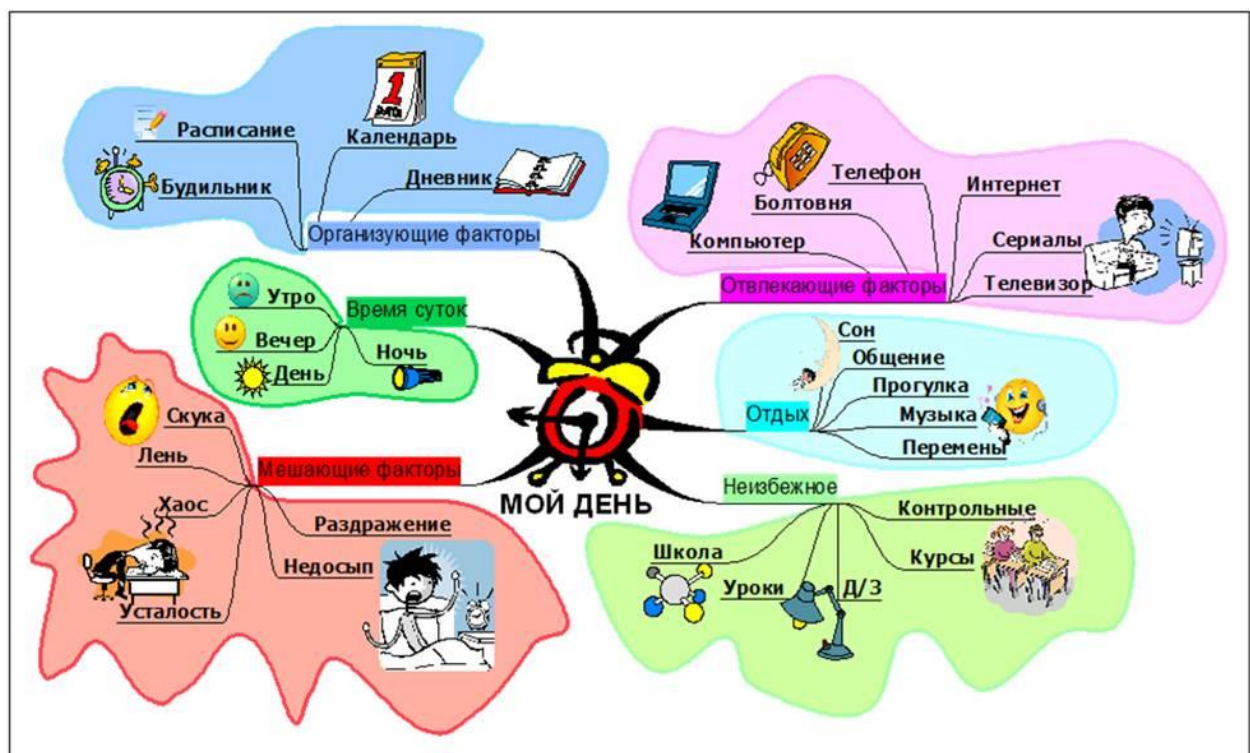 Расписание
Календарь
Будильник
Дневник
Организующие факторы
Телефон
Интернет
Болтовня
Компьютер
Сериалы
Телевизор
Отвлекающие факторы
Утро
Вечер
День
Ночь
Время суток
Сон
Общение
Прогулка
Музыка
Перемены
Отдых
Скука
Лень
Хаос
Раздражение
Недосып
Усталость
Мешающие факторы
МОЙ ДЕНЬ
Неизбежное
Контрольные
Школа
Курсы
Уроки
Д/З
1